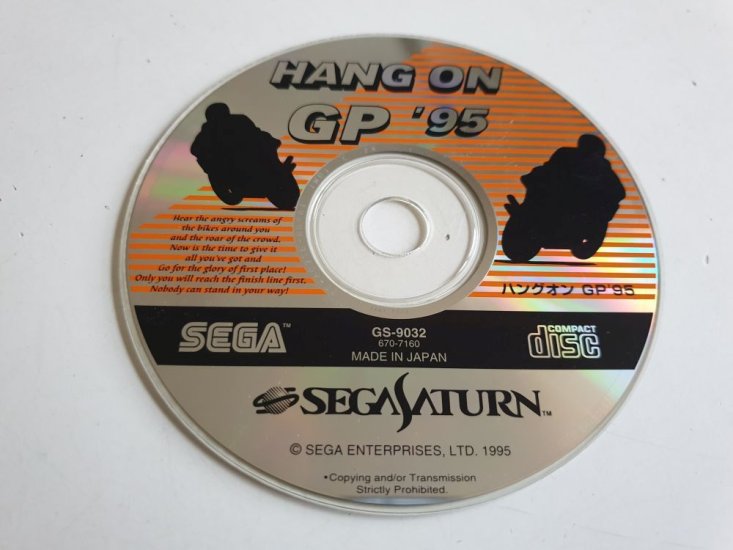 HANG ON
GP '95
Hear the angry screams of
the bikes around you
and the roar of the crowd.
Now is the time to give it
all you've got and
Go for the glory of first place!
Only you will reach the finish line first.
Nobody can stand in your way!
ハングオン GP'95
SEGA™
GS-9032
670-7160
MADE IN JAPAN
COMPACT
disc
SEGASATURN™
© SEGA ENTERPRISES, LTD. 1995
•Copying and/or Transmission
Strictly Prohibited.